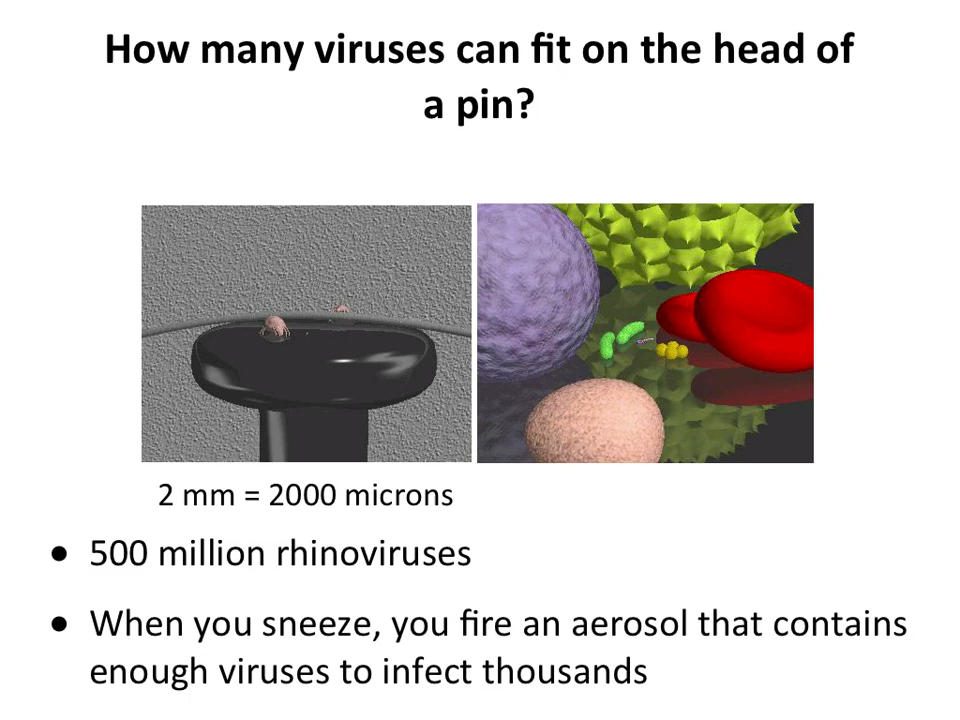 How many viruses can fit on the head of
a pin?
2 mm = 2000 microns
• 500 million rhinoviruses
• When you sneeze, you fire an aerosol that contains
enough viruses to infect thousands